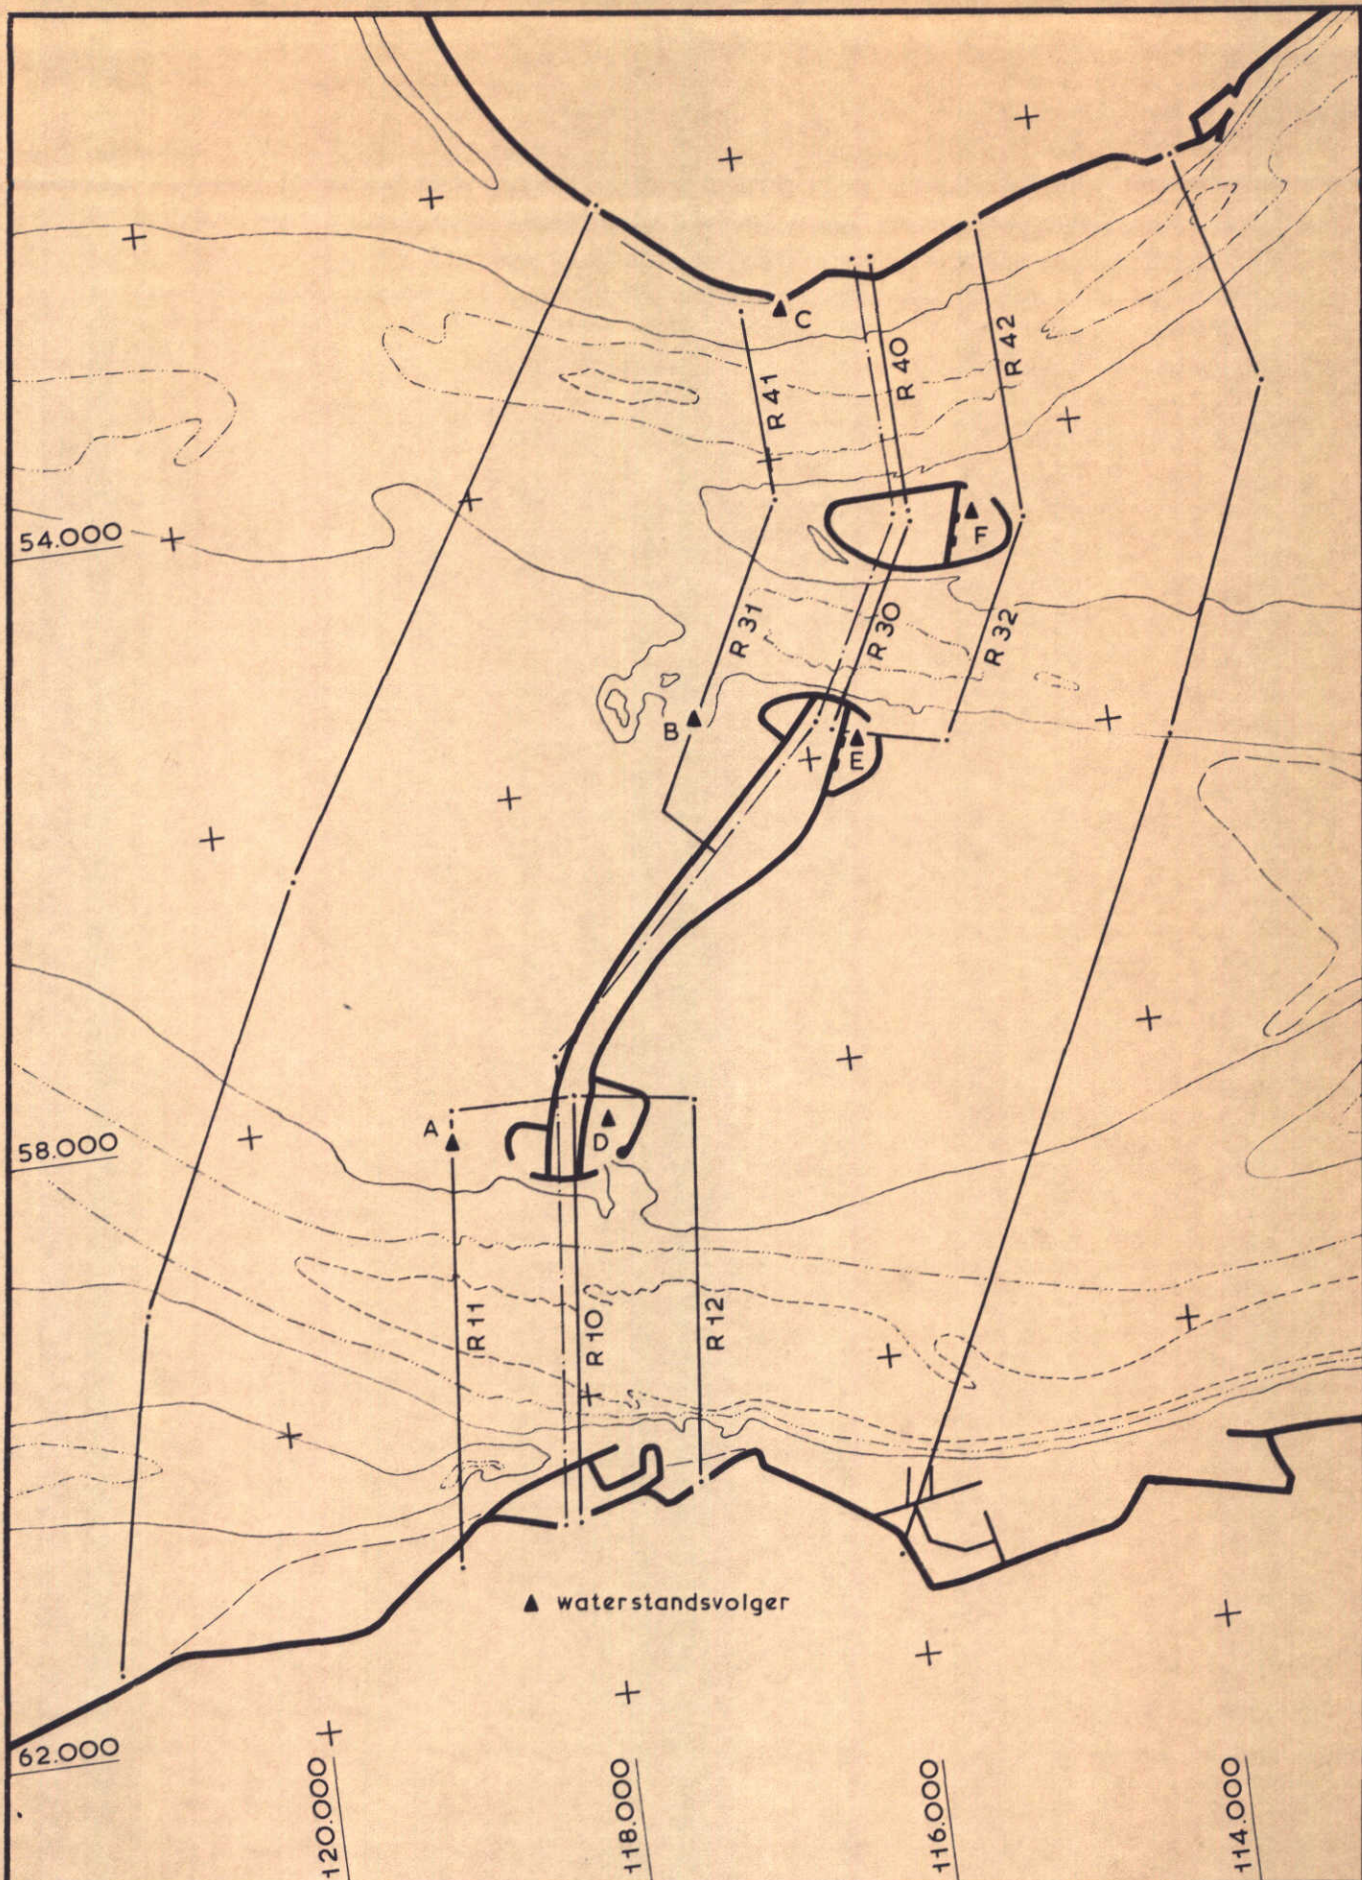 C
R 41
R 40
R 42
54.000
F
R 31
R 30
R 32
B
E
A
D
58.000
R 11
R 10
R 12
waterstandsvolger
62.000
120.000
118.000
116.000
114.000